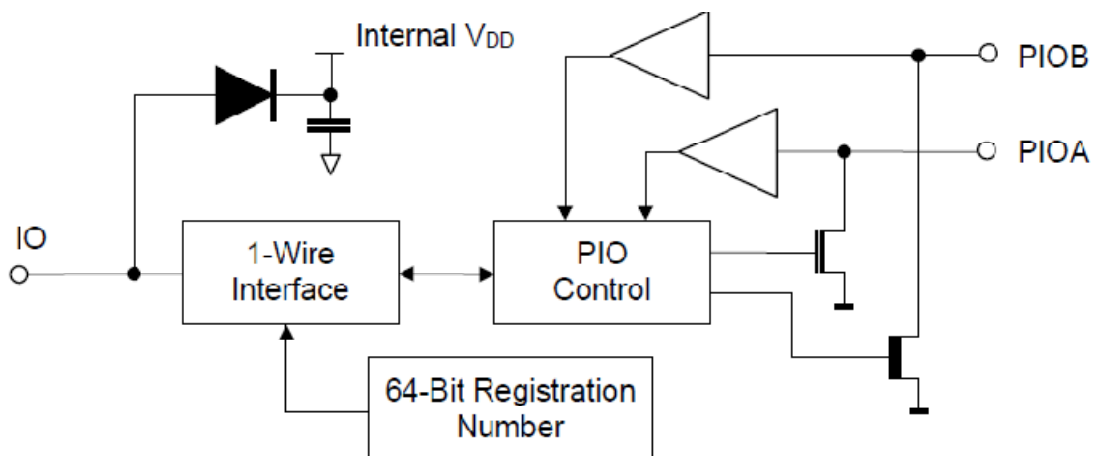 Internal VDD
PIOB
PIOA
IO
1-Wire
Interface
PIO
Control
64-Bit Registration
Number